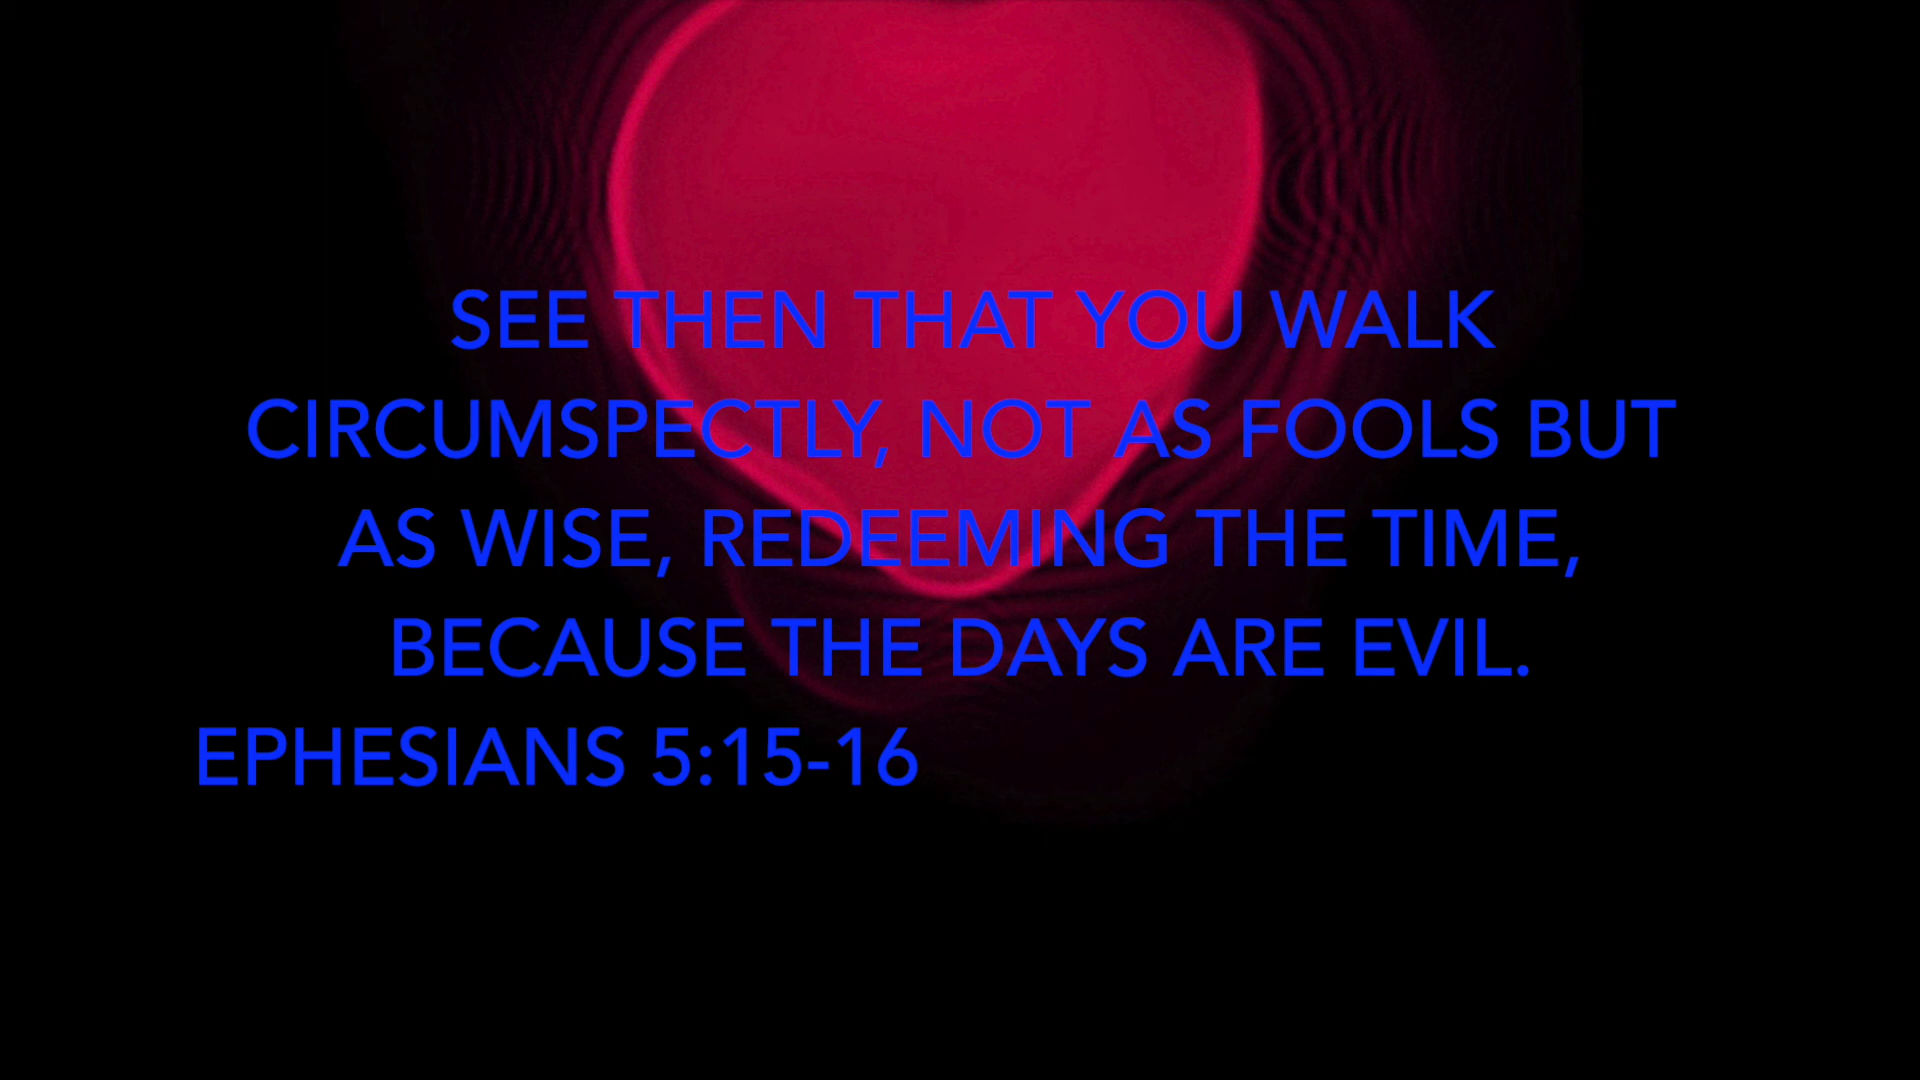 SEE THEN THAT YOU WALK
CIRCUMSPECTLY, NOT AS FOOLS BUT
AS WISE, REDEEMING THE TIME,
BECAUSE THE DAYS ARE EVIL.
EPHESIANS 5:15-16